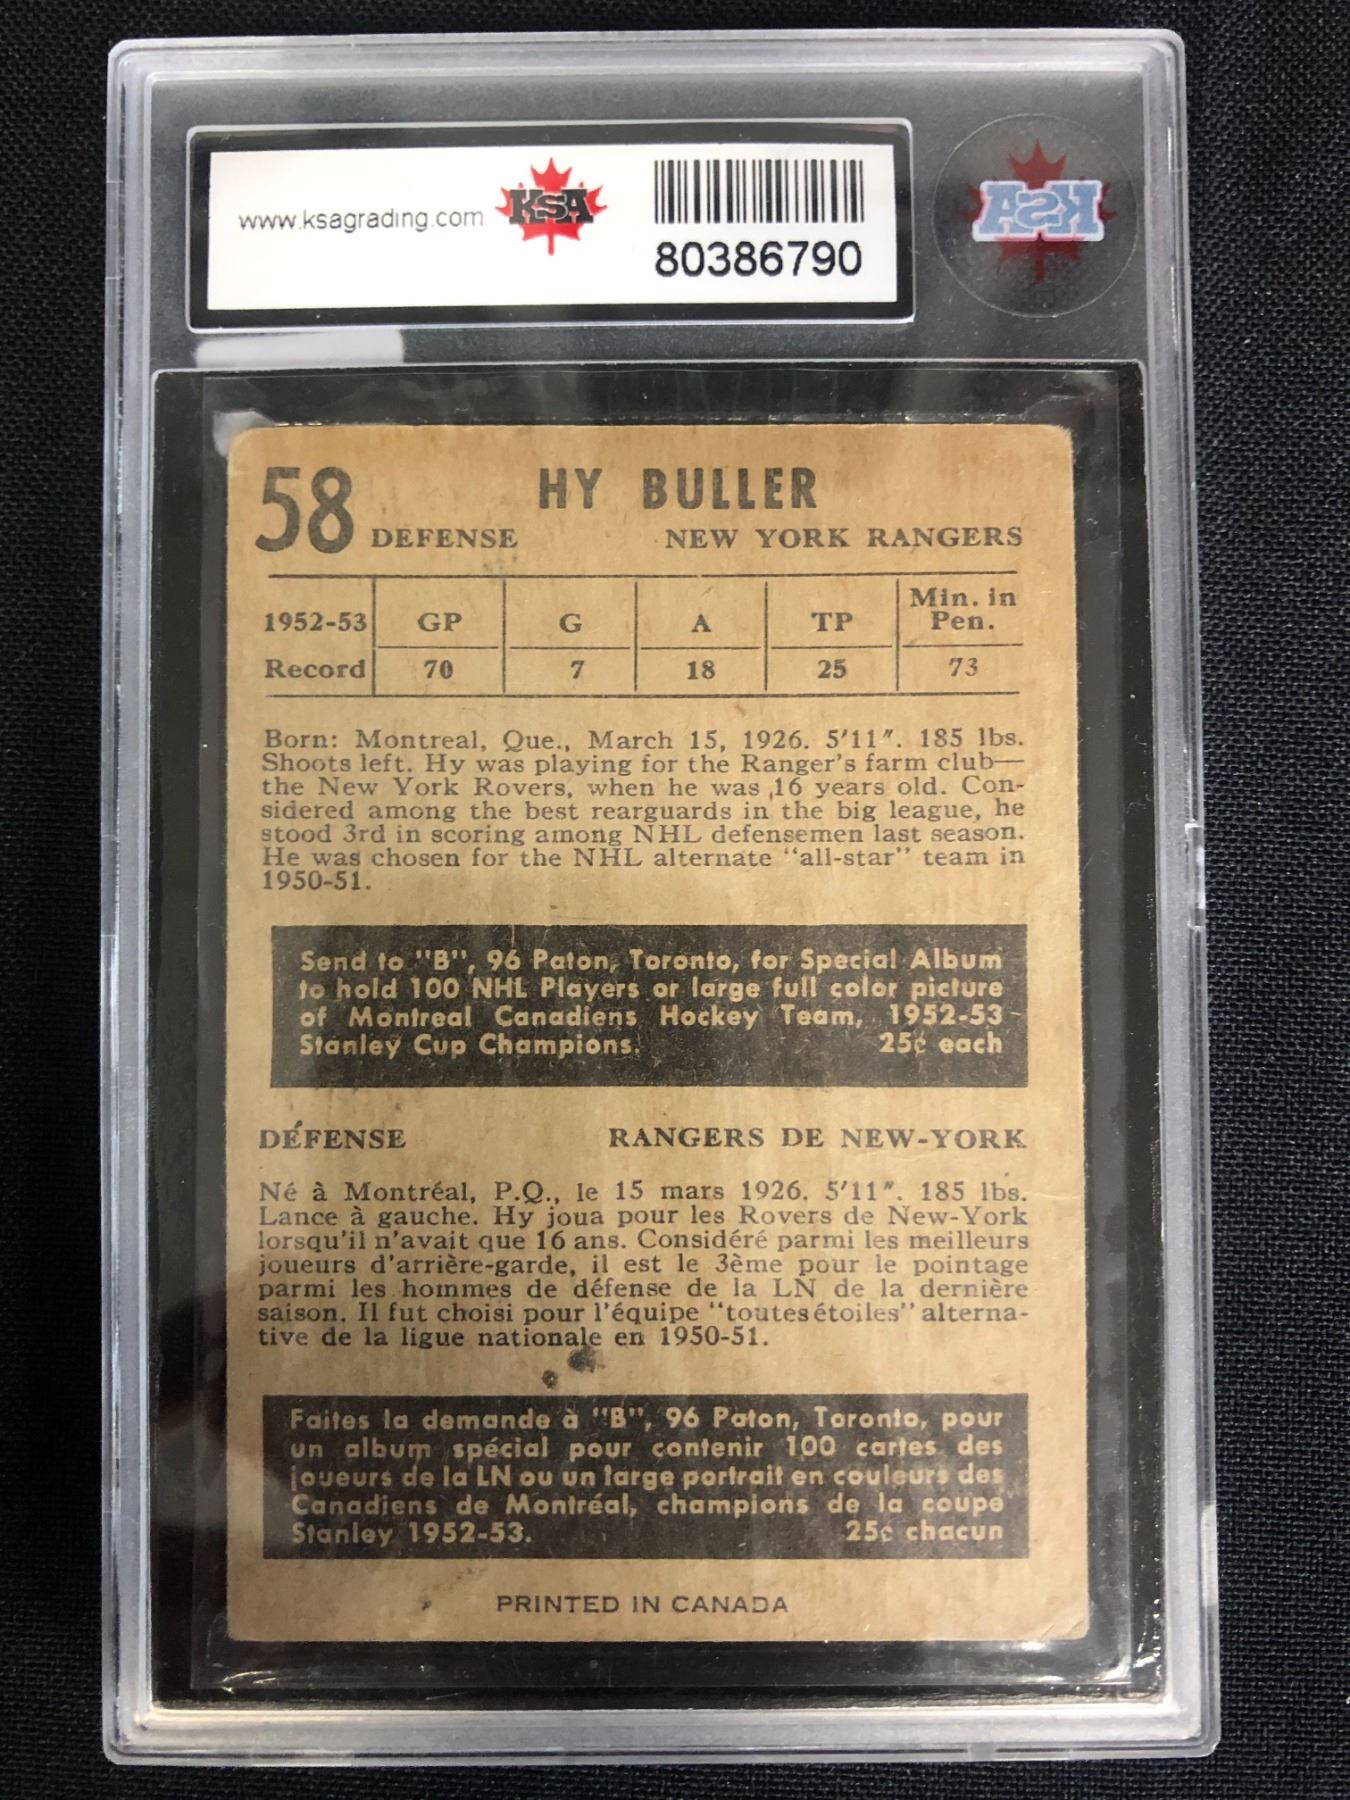 www.ksagrading.com
KSA
80386790
KSA
58 HY BULLER
DEFENSE NEW YORK RANGERS
1952-53 GP G A TP Min. in Pen.
Record 70 7 18 25 73
Born: Montreal, Que., March 15, 1926. 5'11". 185 lbs.
Shoots left. Hy was playing for the Ranger's farm club—
the New York Rovers, when he was 16 years old. Con-
sidered among the best rearguards in the big league, he
stood 3rd in scoring among NHL defensemen last season.
He was chosen for the NHL alternate "all-star" team in
1950-51.
Send to "B", 96 Paton, Toronto, for Special Album
to hold 100 NHL Players or large full color picture
of Montreal Canadiens Hockey Team, 1952-53
Stanley Cup Champions. 25¢ each
DÉFENSE RANGERS DE NEW-YORK
Né à Montréal, P.Q., le 15 mars 1926. 5'11". 185 lbs.
Lance à gauche. Hy joua pour les Rovers de New-York
lorsqu'il n'avait que 16 ans. Considéré parmi les meilleurs
joueurs d'arrière-garde, il est le 3ème pour le pointage
parmi les hommes de défense de la LN de la dernière
saison. Il fut choisi pour l'équipe "toutes étoiles" alterna-
tive de la ligue nationale en 1950-51.
Faites la demande à "B", 96 Paton, Toronto, pour
un album spécial pour contenir 100 cartes des
joueurs de la LN ou un large portrait en couleurs des
Canadiens de Montréal, champions de la coupe
Stanley 1952-53. 25¢ chacun
PRINTED IN CANADA